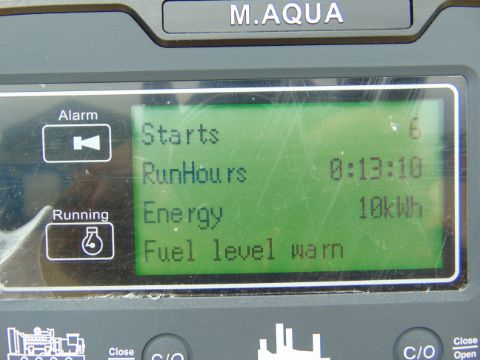 M.AQUA
Alarm
Starts 6
RunHours 0:13:10
Running
Energy 10kWh
Fuel level warn
Close
C/O
C/O
Close
Open